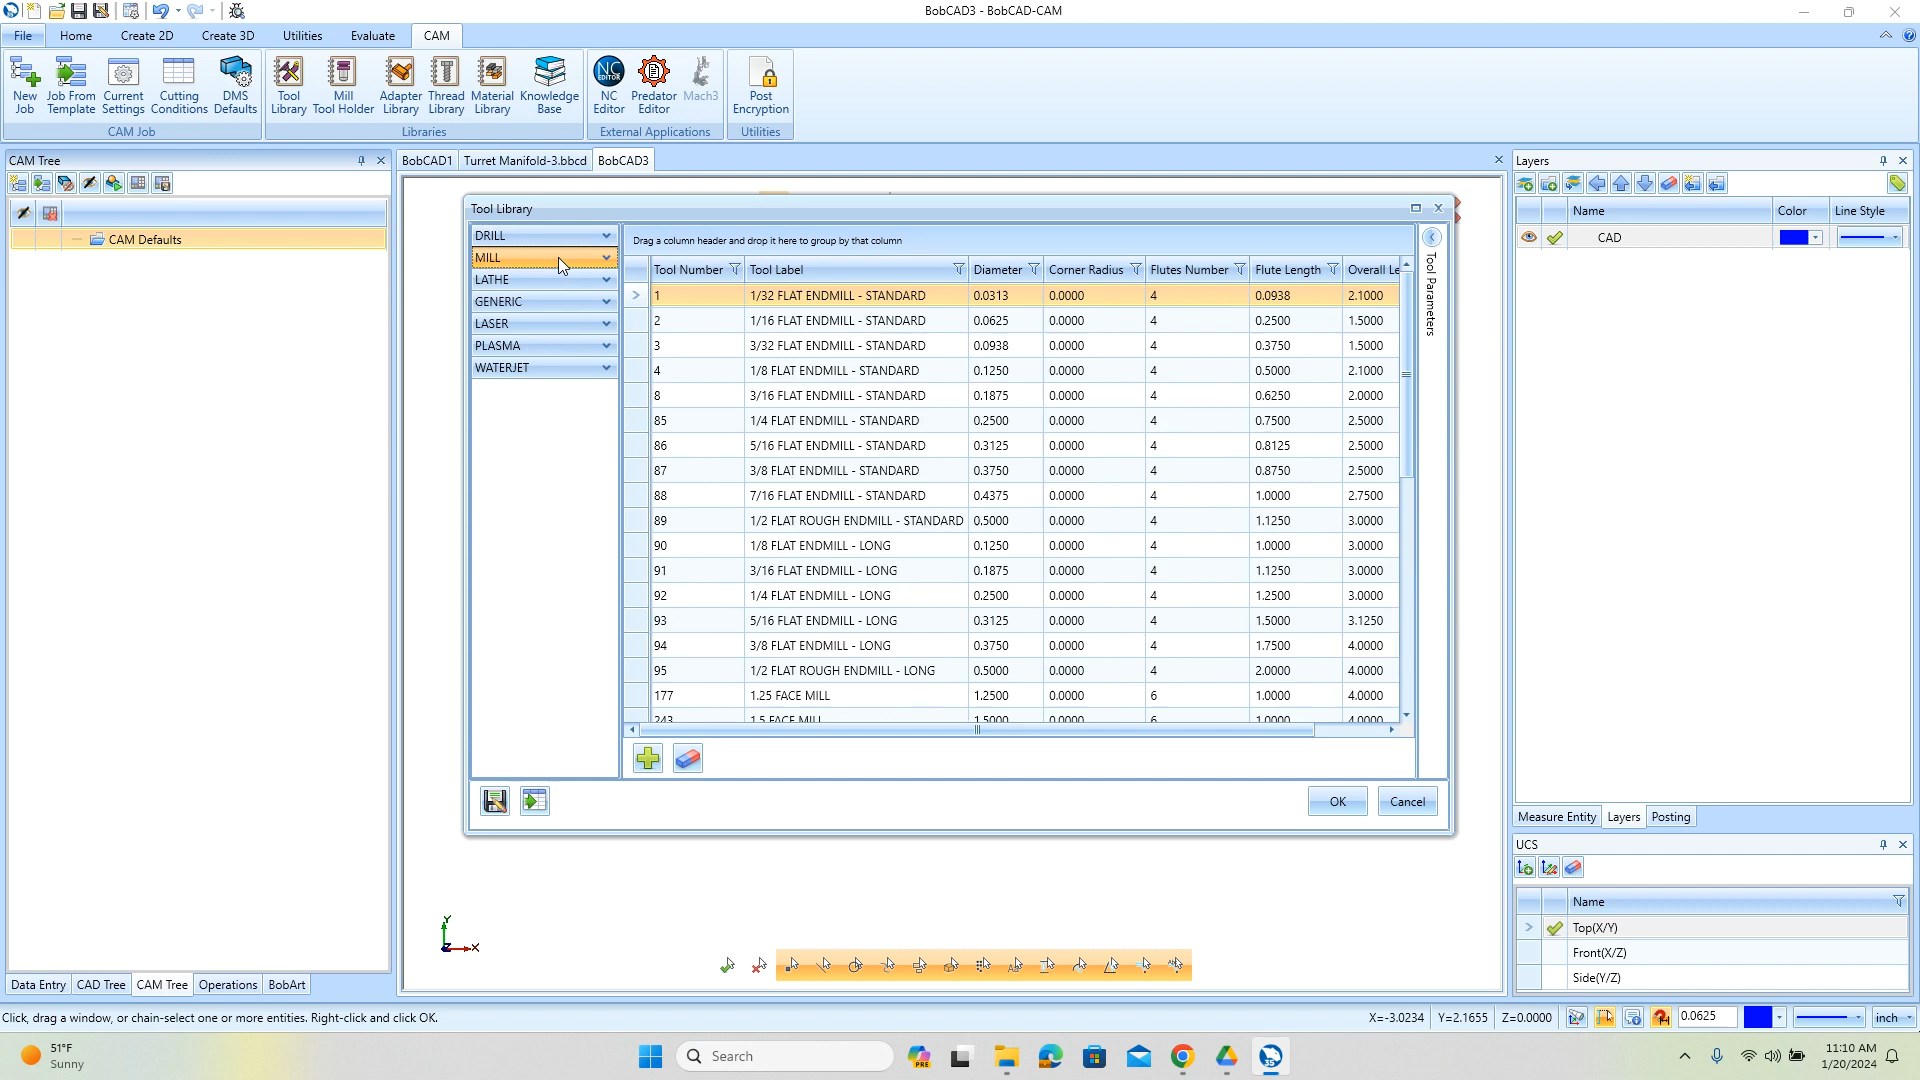 BobCAD3 - BobCAD-CAM
File Home Create 2D Create 3D Utilities Evaluate CAM
New Job
Job From Template
Current Settings
Cutting Conditions
DMS Defaults
Tool Library
Mill Tool Holder
Adapter Library
Thread Library
Material Library
Knowledge Base
NC Editor
Predator Editor
Mach3
Post Encryption
CAM Job Libraries External Applications Utilities
CAM Tree
CAM Defaults
BobCAD1 Turret Manifold-3.bbcd BobCAD3
Tool Library
DRILL
MILL
LATHE
GENERIC
LASER
PLASMA
WATERJET
Drag a column header and drop it here to group by that column
Tool Number Tool Label Diameter Corner Radius Flutes Number Flute Length Overall Le
1 1/32 FLAT ENDMILL - STANDARD 0.0313 0.0000 4 0.0938 2.1000
2 1/16 FLAT ENDMILL - STANDARD 0.0625 0.0000 4 0.2500 1.5000
3 3/32 FLAT ENDMILL - STANDARD 0.0938 0.0000 4 0.3750 1.5000
4 1/8 FLAT ENDMILL - STANDARD 0.1250 0.0000 4 0.5000 2.1000
8 3/16 FLAT ENDMILL - STANDARD 0.1875 0.0000 4 0.6250 2.0000
85 1/4 FLAT ENDMILL - STANDARD 0.2500 0.0000 4 0.7500 2.5000
86 5/16 FLAT ENDMILL - STANDARD 0.3125 0.0000 4 0.8125 2.5000
87 3/8 FLAT ENDMILL - STANDARD 0.3750 0.0000 4 0.8750 2.5000
88 7/16 FLAT ENDMILL - STANDARD 0.4375 0.0000 4 1.0000 2.7500
89 1/2 FLAT ROUGH ENDMILL - STANDARD 0.5000 0.0000 4 1.1250 3.0000
90 1/8 FLAT ENDMILL - LONG 0.1250 0.0000 4 1.0000 3.0000
91 3/16 FLAT ENDMILL - LONG 0.1875 0.0000 4 1.1250 3.0000
92 1/4 FLAT ENDMILL - LONG 0.2500 0.0000 4 1.2500 3.0000
93 5/16 FLAT ENDMILL - LONG 0.3125 0.0000 4 1.5000 3.1250
94 3/8 FLAT ENDMILL - LONG 0.3750 0.0000 4 1.7500 4.0000
95 1/2 FLAT ROUGH ENDMILL - LONG 0.5000 0.0000 4 2.0000 4.0000
177 1.25 FACE MILL 1.2500 0.0000 6 1.0000 4.0000
243 1.5 FACE MILL 1.5000 0.0000 6 1.0000 4.0000
Tool Parameters
OK Cancel
Y
Z X
Layers
Name Color Line Style
CAD
Measure Entity Layers Posting
UCS
Name
Top(X/Y)
Front(X/Z)
Side(Y/Z)
Data Entry CAD Tree CAM Tree Operations BobArt
Click, drag a window, or chain-select one or more entities. Right-click and click OK.
X=-3.0234 Y=2.1655 Z=0.0000 0.0625 inch
51°F
Sunny
Search
PRE
35
11:10 AM
1/20/2024